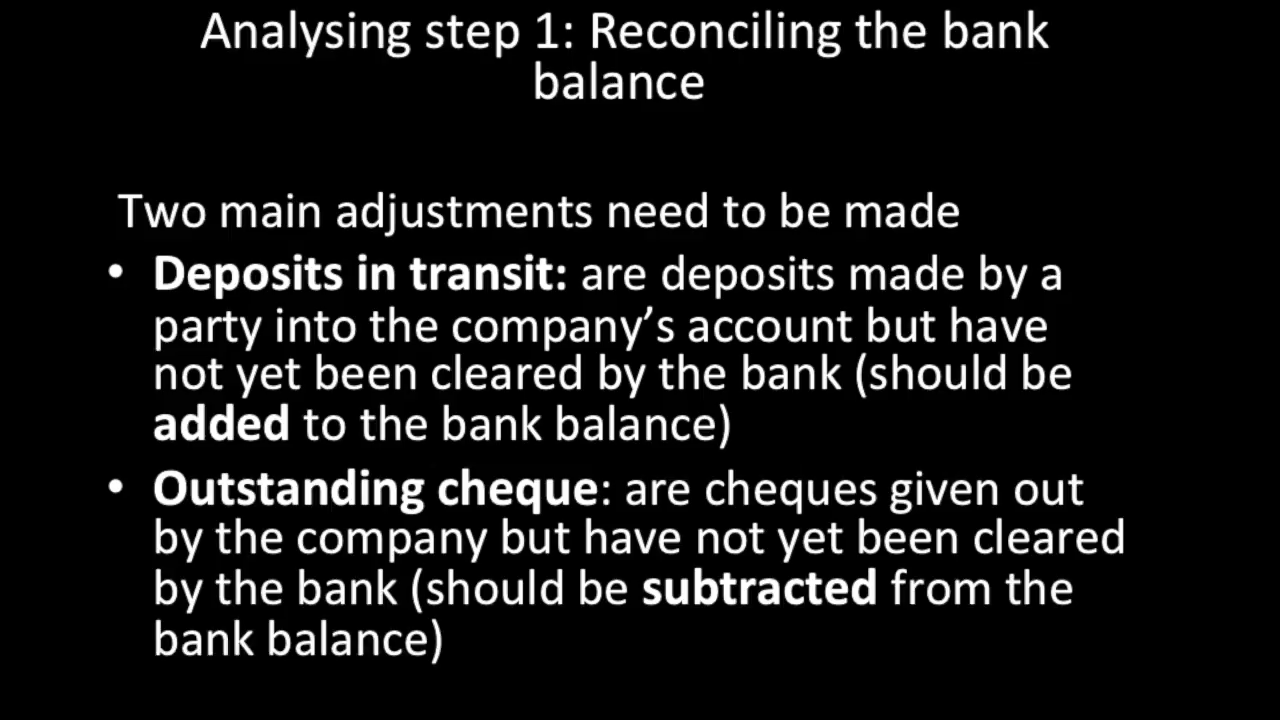 Analysing step 1: Reconciling the bank
balance
Two main adjustments need to be made
• Deposits in transit: are deposits made by a
party into the company’s account but have
not yet been cleared by the bank (should be
added to the bank balance)
• Outstanding cheque: are cheques given out
by the company but have not yet been cleared
by the bank (should be subtracted from the
bank balance)